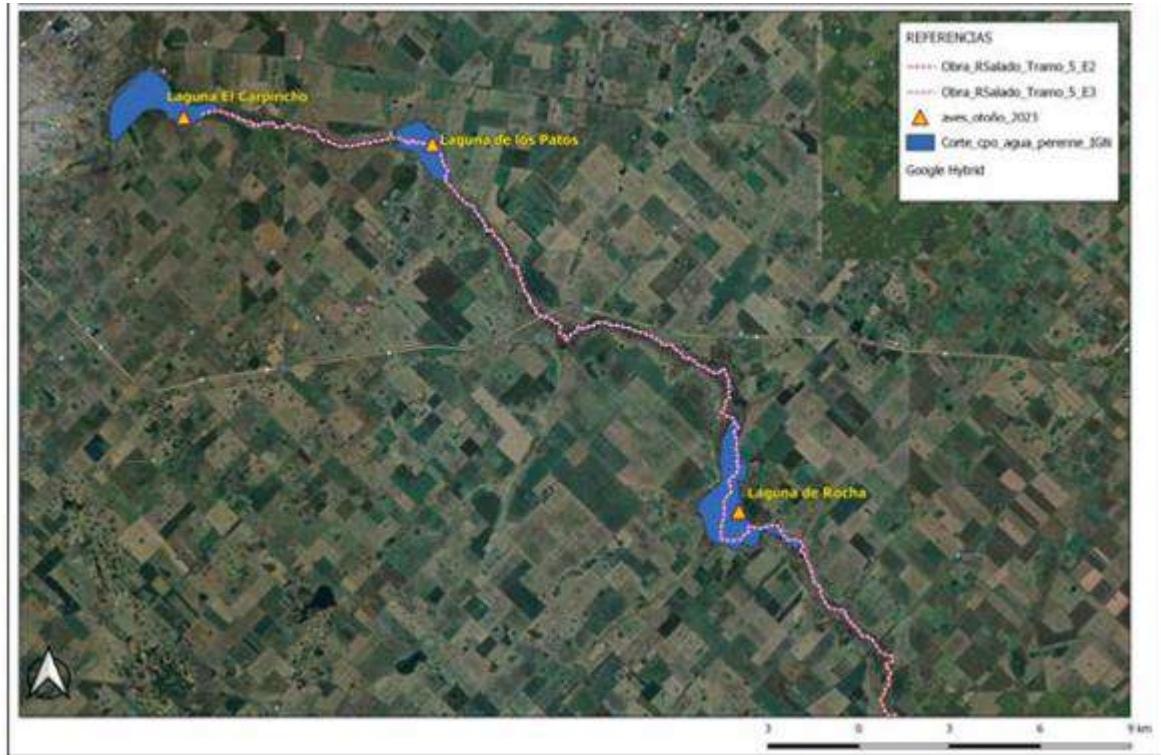 REFERENCIAS
Obra_RSalado_Tramo_5_E2
Obra_RSalado_Tramo_5_E3
aves_otoño_2023
Corte_cpo_agua_perenne_IGN
Google Hybrid
Laguna El Carpincho
Laguna de los Patos
Laguna de Rocha
3 0 3 6 9 km